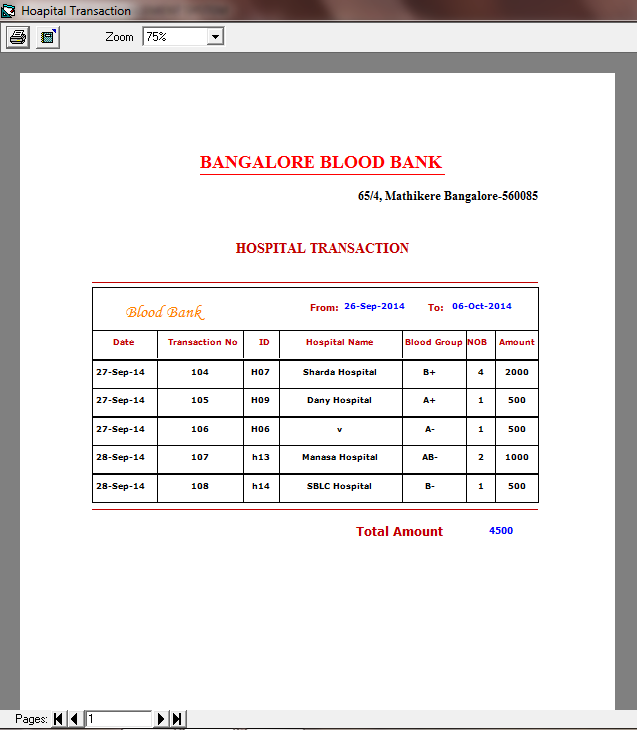 Hoapital Transaction
Zoom 75%
BANGALORE BLOOD BANK
65/4, Mathikere Bangalore-560085
HOSPITAL TRANSACTION
Blood Bank From: 26-Sep-2014 To: 06-Oct-2014
Date Transaction No ID Hospital Name Blood Group NOB Amount
27-Sep-14 104 H07 Sharda Hospital B+ 4 2000
27-Sep-14 105 H09 Dany Hospital A+ 1 500
27-Sep-14 106 H06 v A- 1 500
28-Sep-14 107 h13 Manasa Hospital AB- 2 1000
28-Sep-14 108 h14 SBLC Hospital B- 1 500
Total Amount 4500
Pages: 1